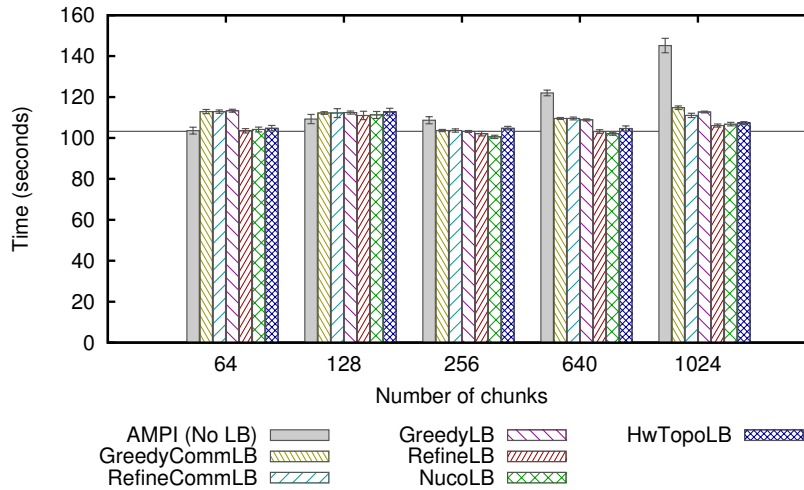 160
140
120
100
80
60
40
20
0
Time (seconds)
64 128 256 640 1024
Number of chunks
AMPI (No LB) GreedyLB HwTopoLB
GreedyCommLB RefineLB
RefineCommLB NucoLB